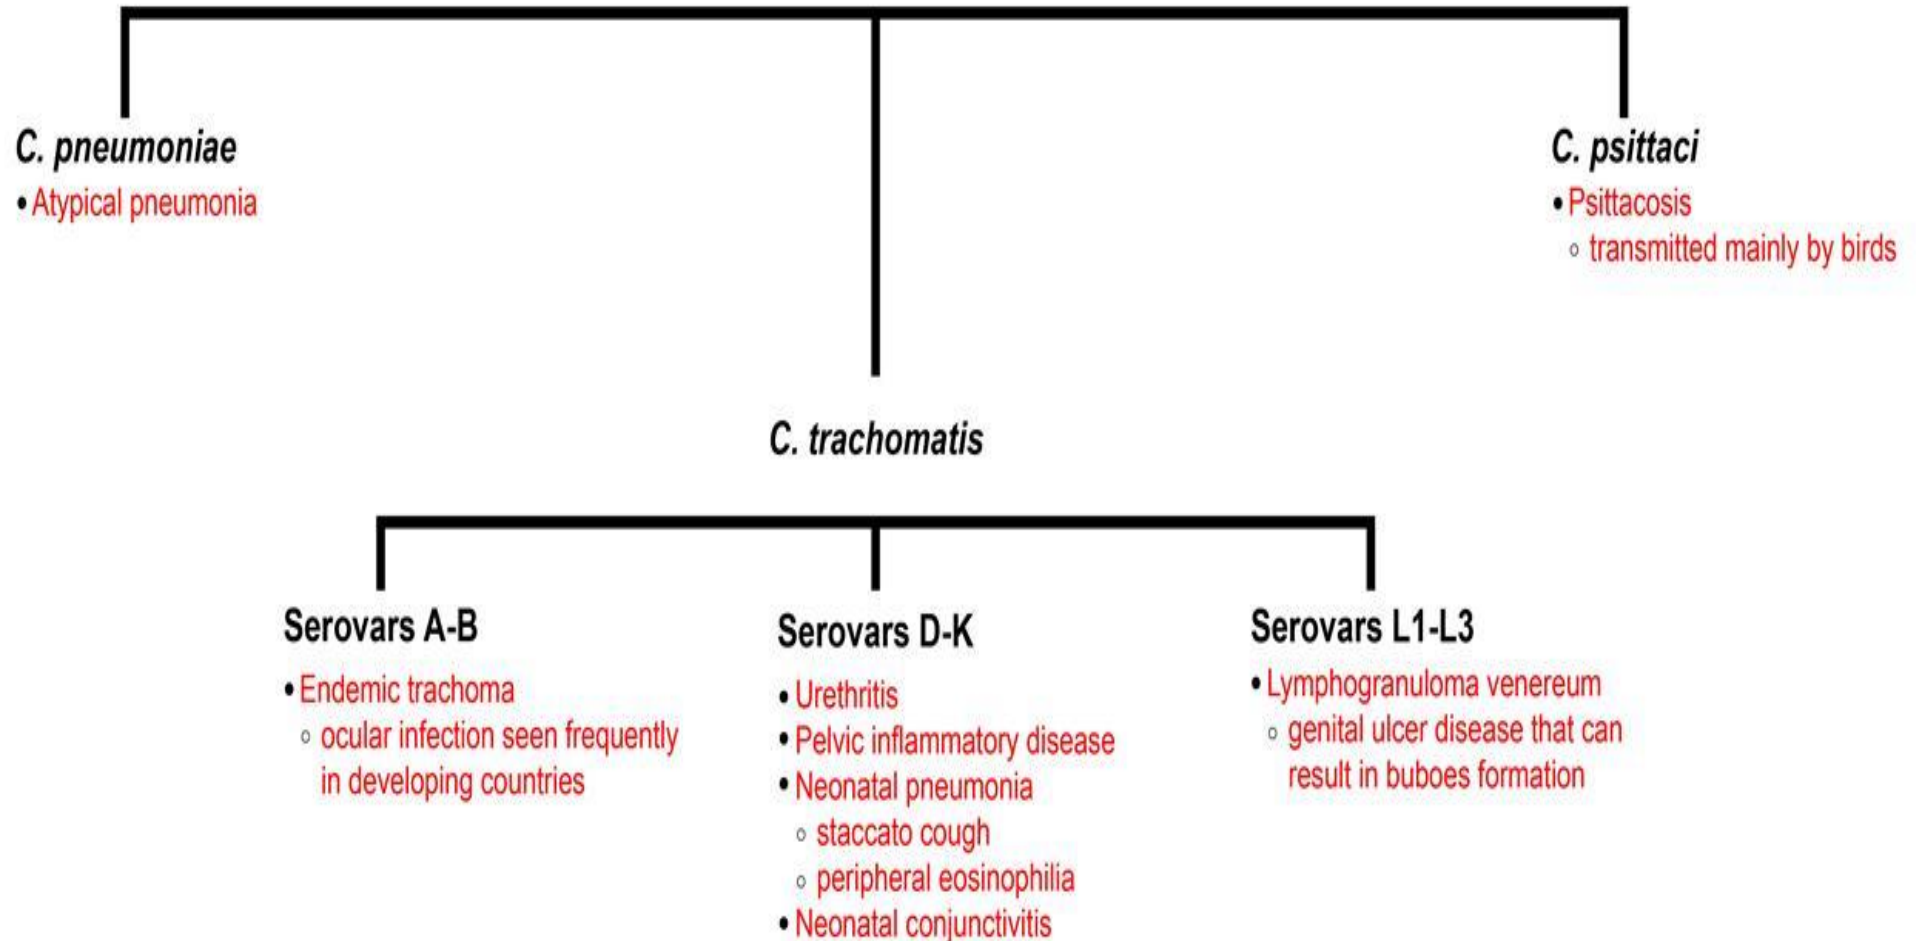 C. pneumoniae
• Atypical pneumonia
C. psittaci
• Psittacosis
○ transmitted mainly by birds
C. trachomatis
Serovars A-B
• Endemic trachoma
○ ocular infection seen frequently
in developing countries
Serovars D-K
• Urethritis
• Pelvic inflammatory disease
• Neonatal pneumonia
○ staccato cough
○ peripheral eosinophilia
• Neonatal conjunctivitis
Serovars L1-L3
• Lymphogranuloma venereum
○ genital ulcer disease that can
result in buboes formation